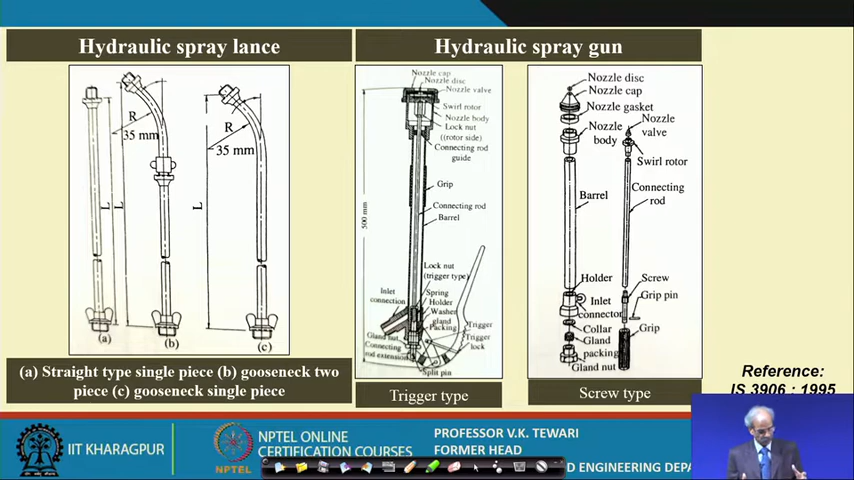 Hydraulic spray lance
Hydraulic spray gun
R
35 mm
R
35 mm
L
L
L
(a)
(b)
(c)
(a) Straight type single piece (b) gooseneck two
piece (c) gooseneck single piece
Nozzle cap
Nozzle disc
Nozzle valve
Swirl rotor
Nozzle body
Lock nut
((rotor side)
Connecting rod
guide
Grip
500 mm
Connecting rod
Barrel
Lock nut
(trigger type)
Inlet
connection
Spring
Holder
Washer
gland
Packing
Trigger
Gland nut
Trigger
lock
Connecting
rod extension
Split pin
Trigger type
Nozzle disc
Nozzle cap
Nozzle gasket
Nozzle
body
Nozzle
valve
Swirl rotor
Connecting
rod
Barrel
Holder
Inlet
connector
Screw
Grip pin
Collar
Gland
packing
Grip
Gland nut
Screw type
Reference:
IS 3906 : 1995
IIT KHARAGPUR
NPTEL
NPTEL ONLINE
CERTIFICATION COURSES
PROFESSOR V.K. TEWARI
FORMER HEAD
D ENGINEERING DEPA